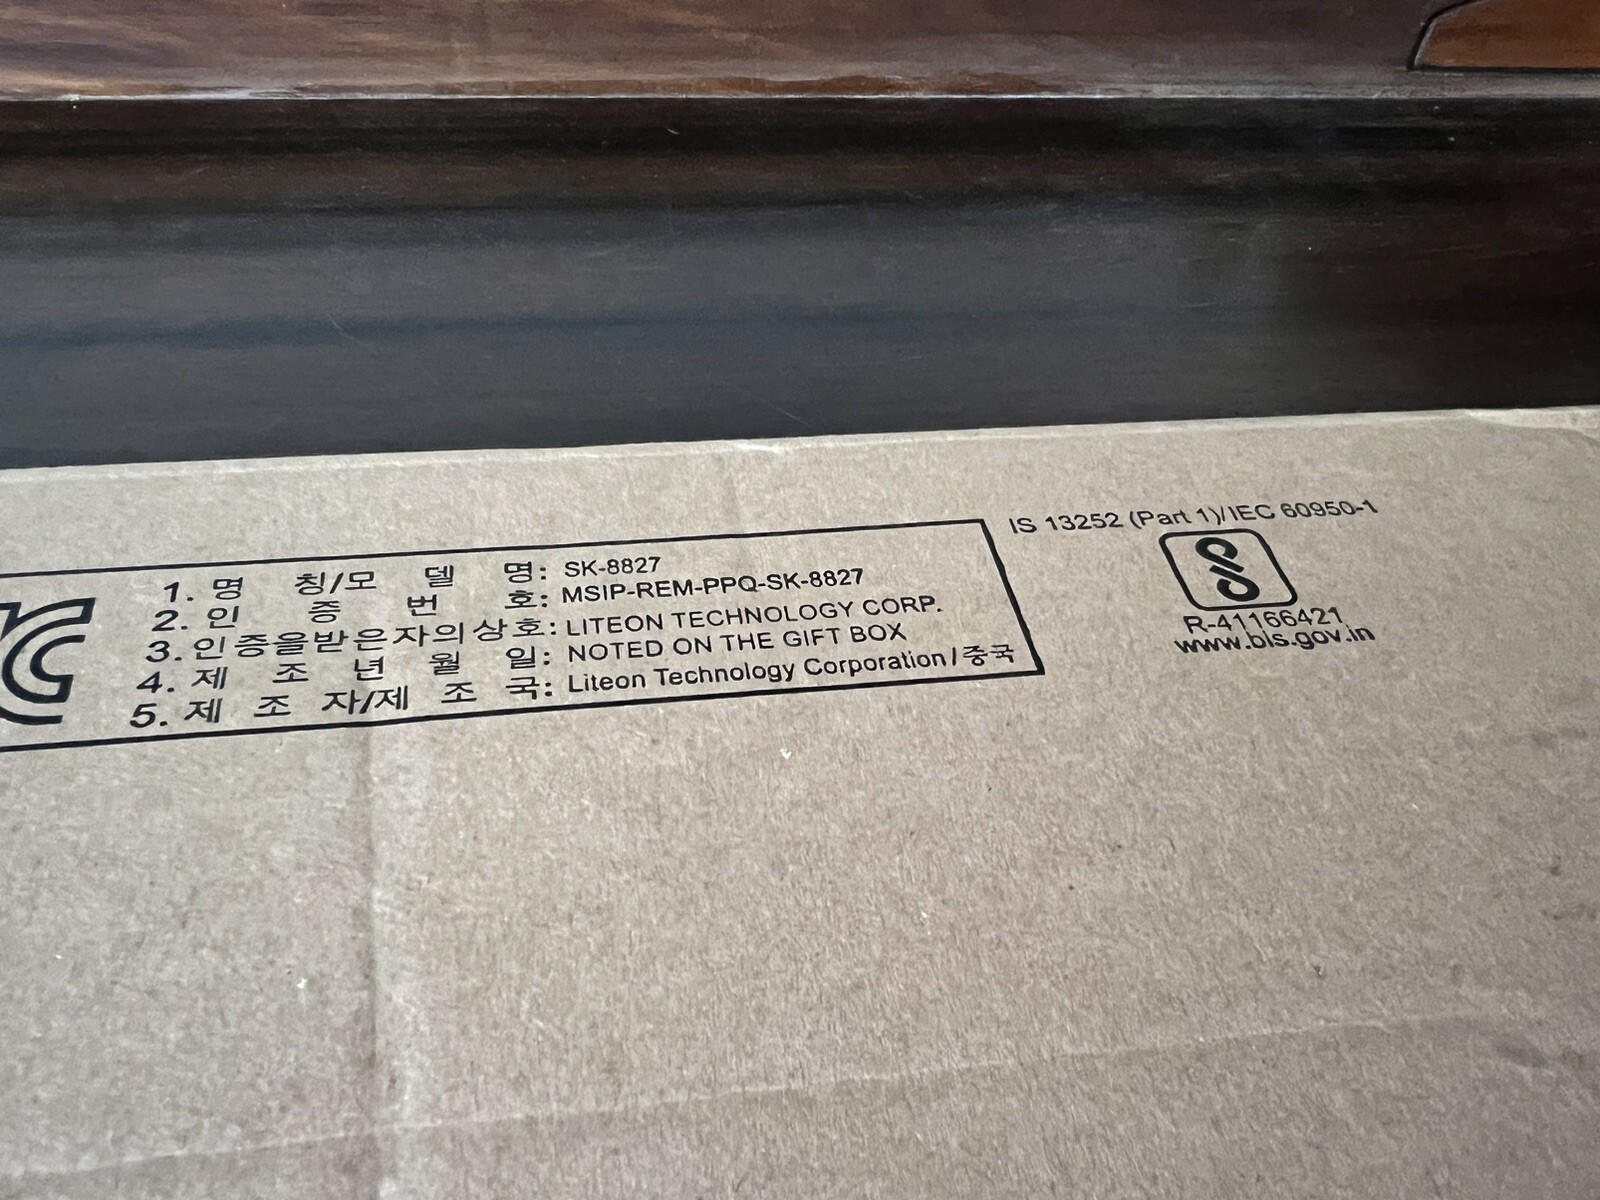 1. 명 칭/모 델 명: SK-8827
2. 인 증 번 호: MSIP-REM-PPQ-SK-8827
3. 인증을받은자의상호: LITEON TECHNOLOGY CORP.
4. 제 조 년 월 일: NOTED ON THE GIFT BOX
5. 제 조 자/제 조 국: Liteon Technology Corporation/중국
IS 13252 (Part 1)/IEC 60950-1
R-41166421
www.bis.gov.in